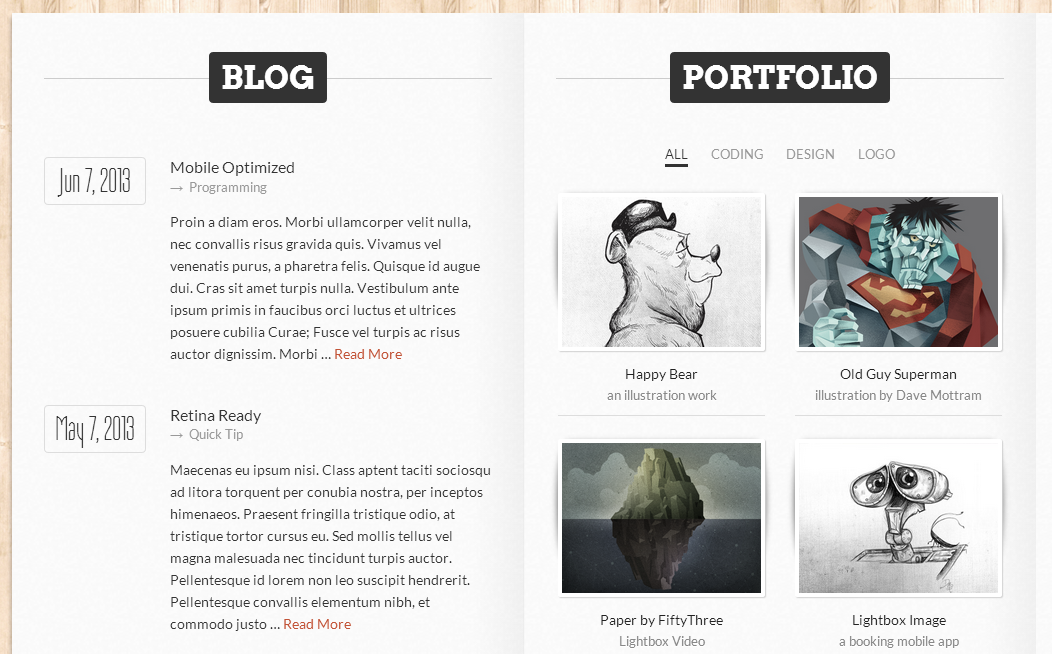 BLOG
Jun 7, 2013
Mobile Optimized
→ Programming
Proin a diam eros. Morbi ullamcorper velit nulla,
nec convallis risus gravida quis. Vivamus vel
venenatis purus, a pharetra felis. Quisque id augue
dui. Cras sit amet turpis nulla. Vestibulum ante
ipsum primis in faucibus orci luctus et ultrices
posuere cubilia Curae; Fusce vel turpis ac risus
auctor dignissim. Morbi ... Read More
May 7, 2013
Retina Ready
→ Quick Tip
Maecenas eu ipsum nisi. Class aptent taciti sociosqu
ad litora torquent per conubia nostra, per inceptos
himenaeos. Praesent fringilla tristique odio, at
tristique tortor cursus eu. Sed mollis tellus vel
magna malesuada nec tincidunt turpis auctor.
Pellentesque id lorem non leo suscipit hendrerit.
Pellentesque convallis elementum nibh, et
commodo justo ... Read More
PORTFOLIO
ALL CODING DESIGN LOGO
Happy Bear
an illustration work
Old Guy Superman
illustration by Dave Mottram
Paper by FiftyThree
Lightbox Video
Lightbox Image
a booking mobile app